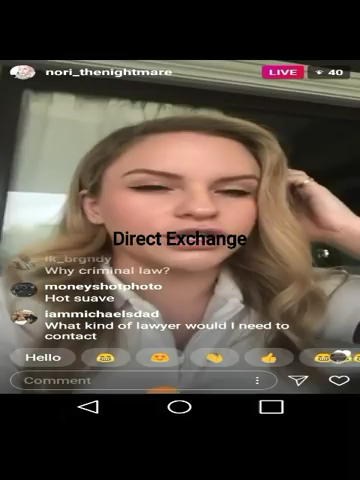 nori_thenightmare
LIVE
40
Direct Exchange
lk_brgndy
Why criminal law?
moneyshotphoto
Hot suave
iammichaelsdad
What kind of lawyer would I need to
contact
Hello
Comment